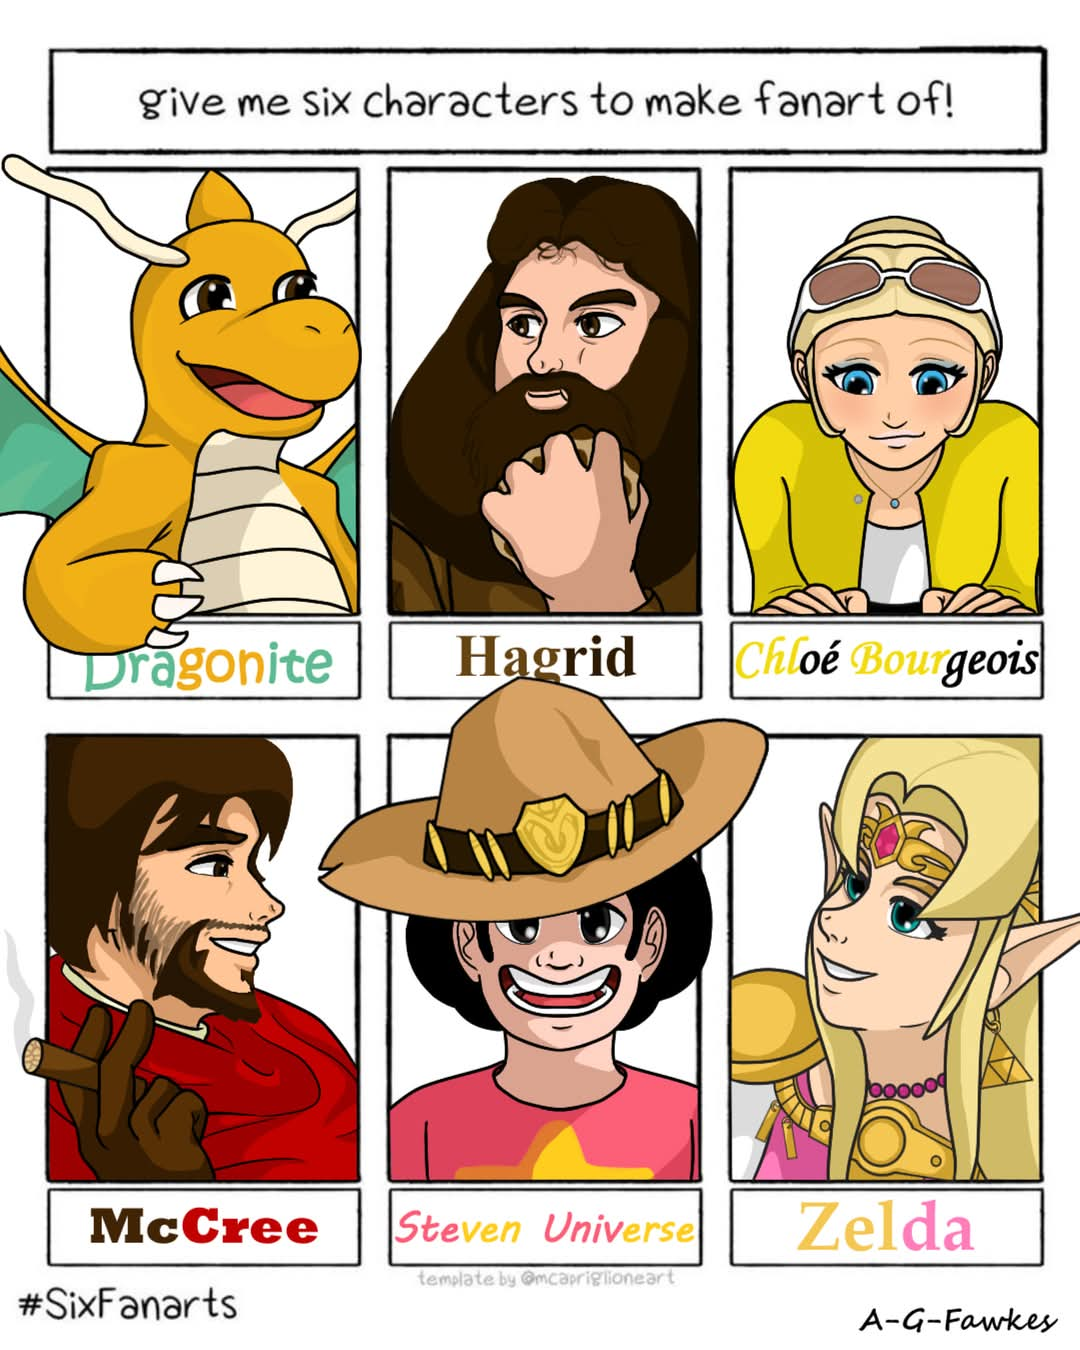 give me six characters to make fanart of!
Dragonite
Hagrid
Chloé Bourgeois
McCree
Steven Universe
Zelda
template by @mcapriglioneart
#SixFanarts
A-G-Fawkes